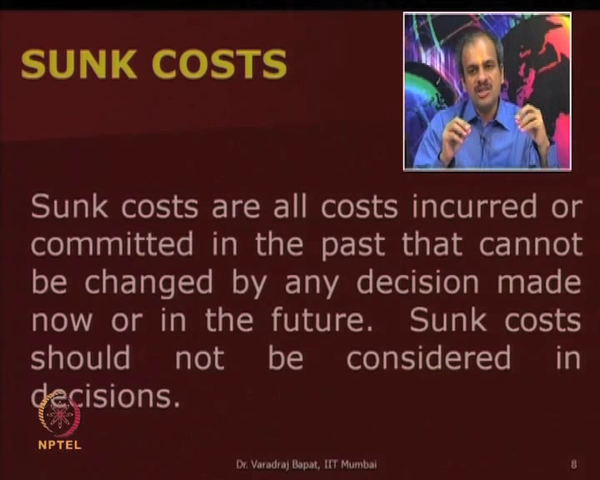 SUNK COSTS
Sunk costs are all costs incurred or
committed in the past that cannot
be changed by any decision made
now or in the future. Sunk costs
should not be considered in
decisions.
NPTEL
Dr. Varadraj Bapat, IIT Mumbai
8